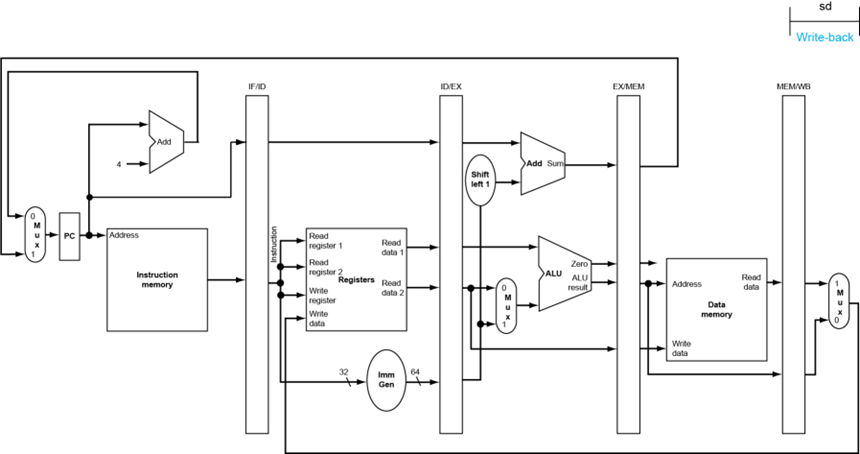 sd
Write-back
IF/ID
ID/EX
EX/MEM
MEM/WB
Add
4
Add Sum
Shift
left 1
0
M
u
x
1
PC
Address
Instruction
memory
Instruction
Read
register 1
Read
register 2
Write
register
Write
data
Registers
Read
data 1
Read
data 2
32
Imm
Gen
64
0
M
u
x
1
ALU
Zero
ALU
result
Address
Write
data
Data
memory
Read
data
1
M
u
x
0